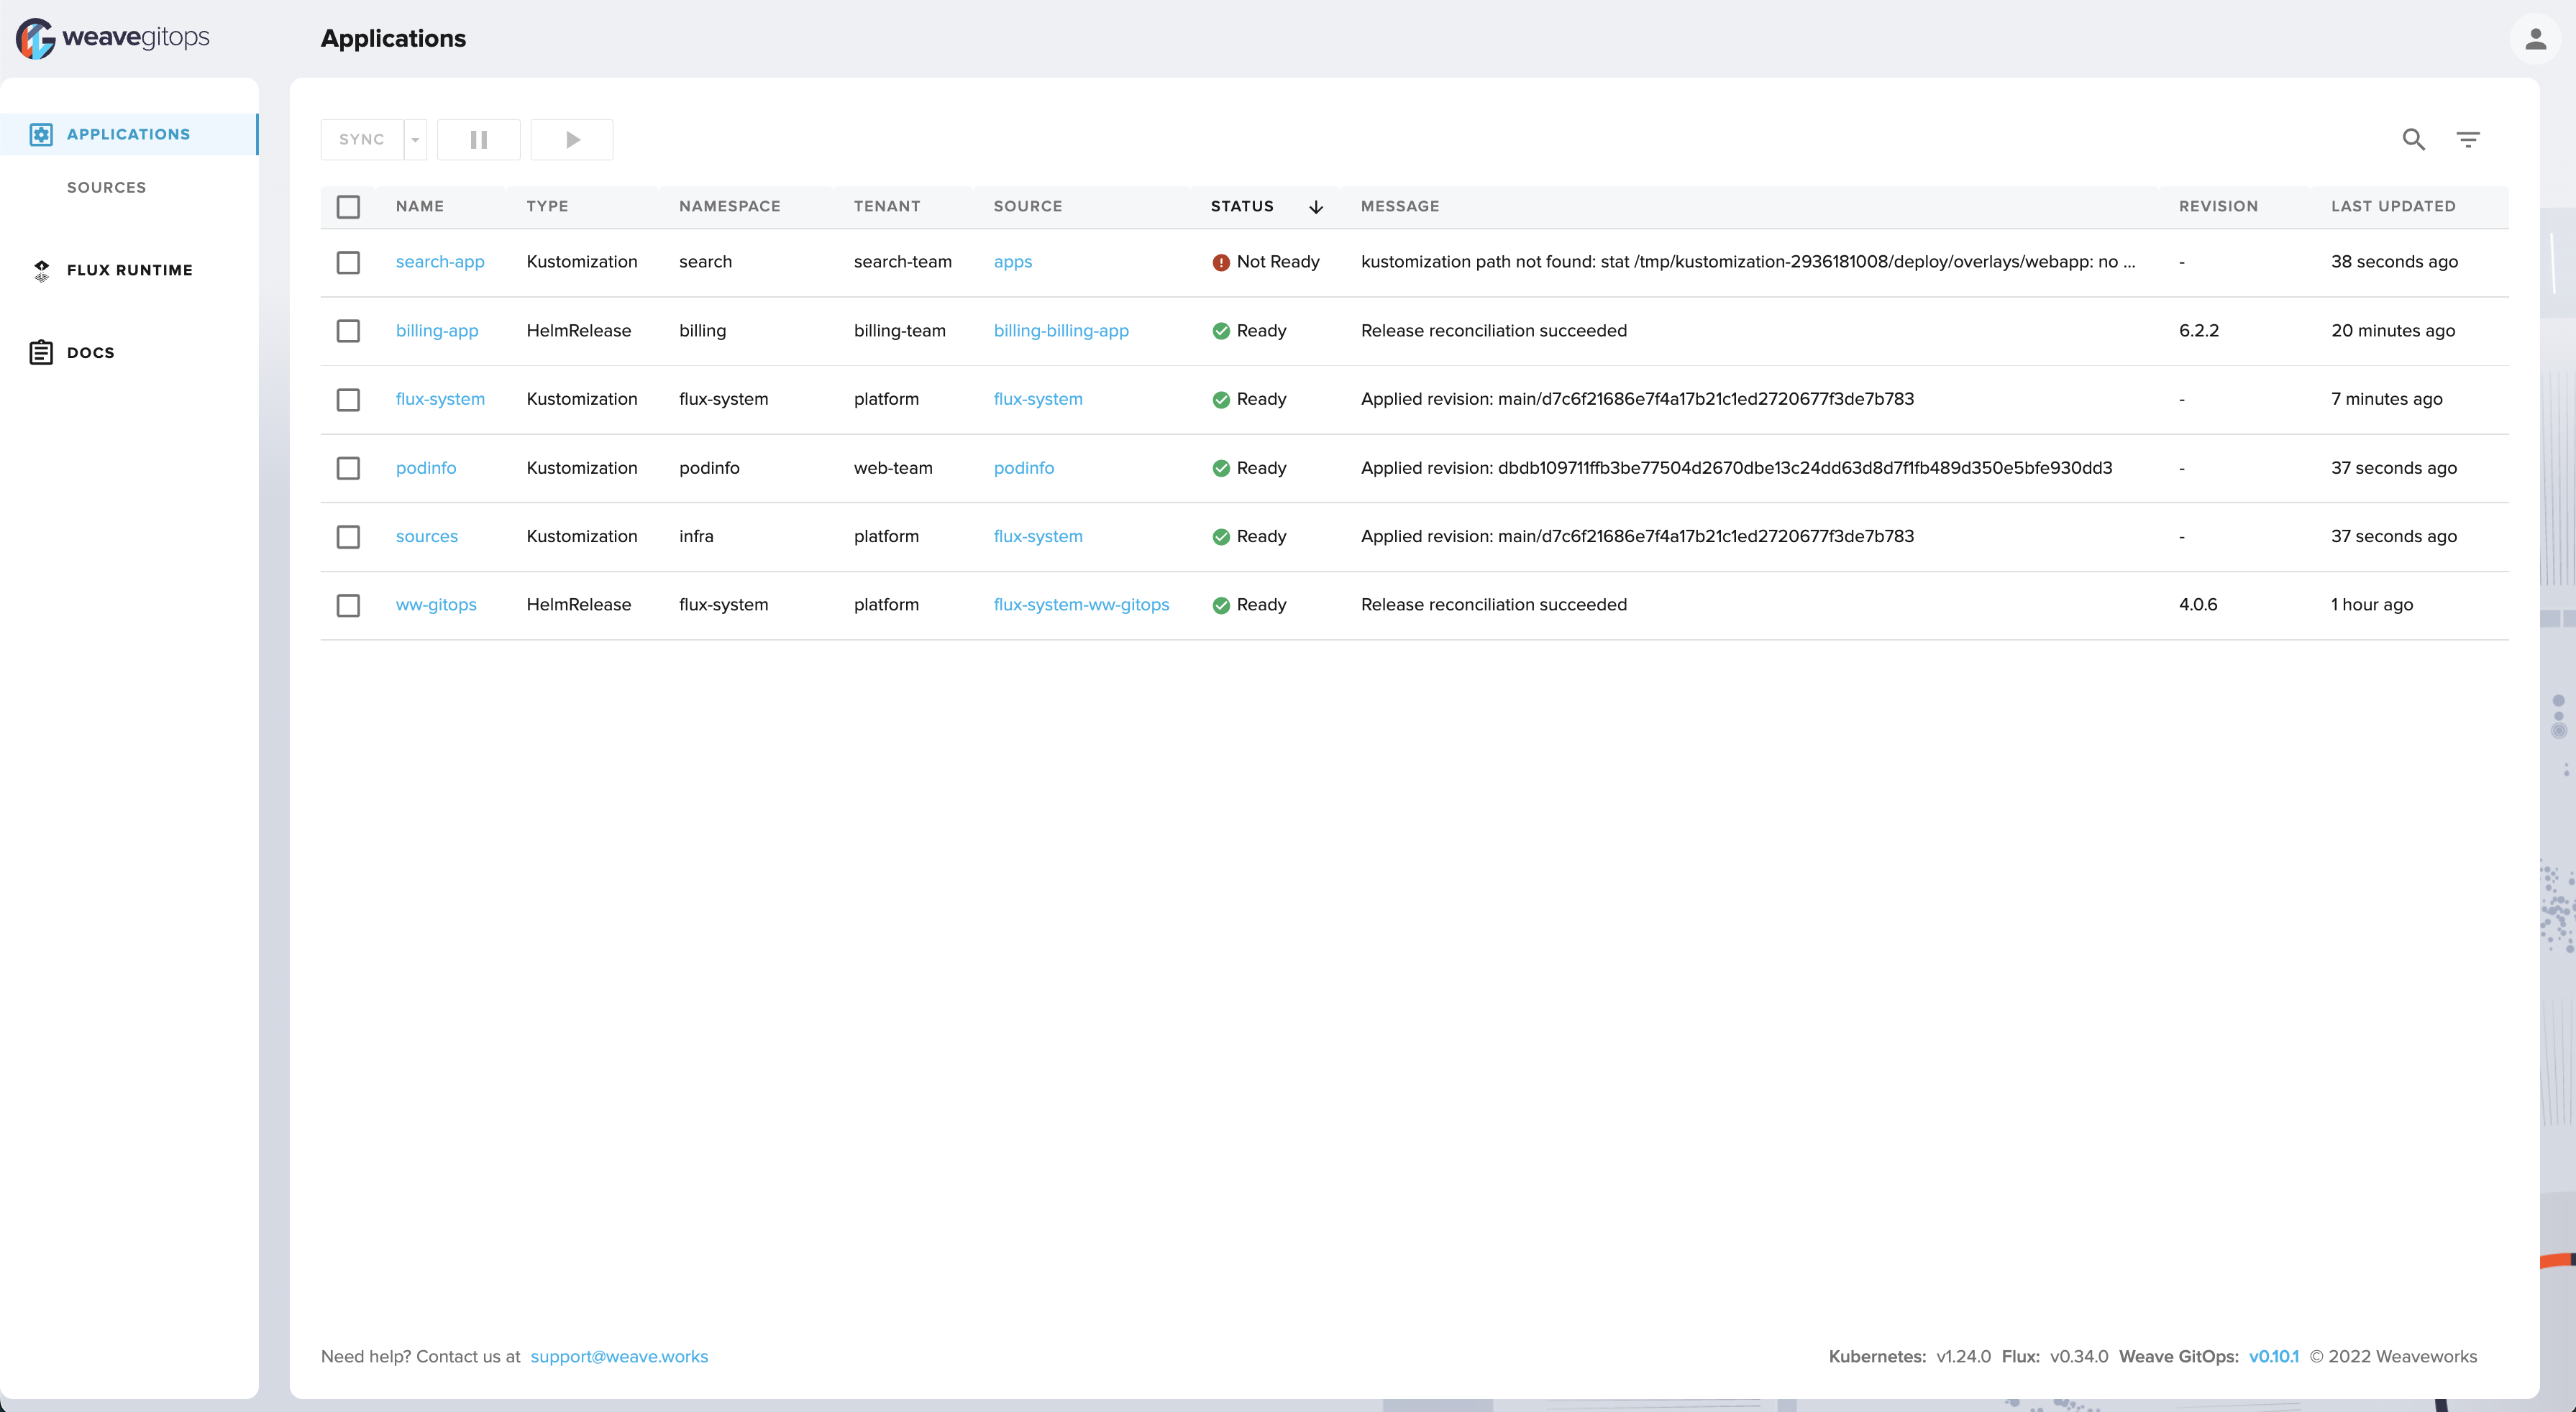 weavegitops
Applications
APPLICATIONS
SOURCES
FLUX RUNTIME
DOCS
SYNC
NAME TYPE NAMESPACE TENANT SOURCE STATUS MESSAGE REVISION LAST UPDATED
search-app Kustomization search search-team apps Not Ready kustomization path not found: stat /tmp/kustomization-2936181008/deploy/overlays/webapp: no ... - 38 seconds ago
billing-app HelmRelease billing billing-team billing-billing-app Ready Release reconciliation succeeded 6.2.2 20 minutes ago
flux-system Kustomization flux-system platform flux-system Ready Applied revision: main/d7c6f21686e7f4a17b21c1ed2720677f3de7b783 - 7 minutes ago
podinfo Kustomization podinfo web-team podinfo Ready Applied revision: dbdb109711ffb3be77504d2670dbe13c24dd63d8d7f1fb489d350e5bfe930dd3 - 37 seconds ago
sources Kustomization infra platform flux-system Ready Applied revision: main/d7c6f21686e7f4a17b21c1ed2720677f3de7b783 - 37 seconds ago
ww-gitops HelmRelease flux-system platform flux-system-ww-gitops Ready Release reconciliation succeeded 4.0.6 1 hour ago
Need help? Contact us at support@weave.works
Kubernetes: v1.24.0 Flux: v0.34.0 Weave GitOps: v0.10.1 © 2022 Weaveworks